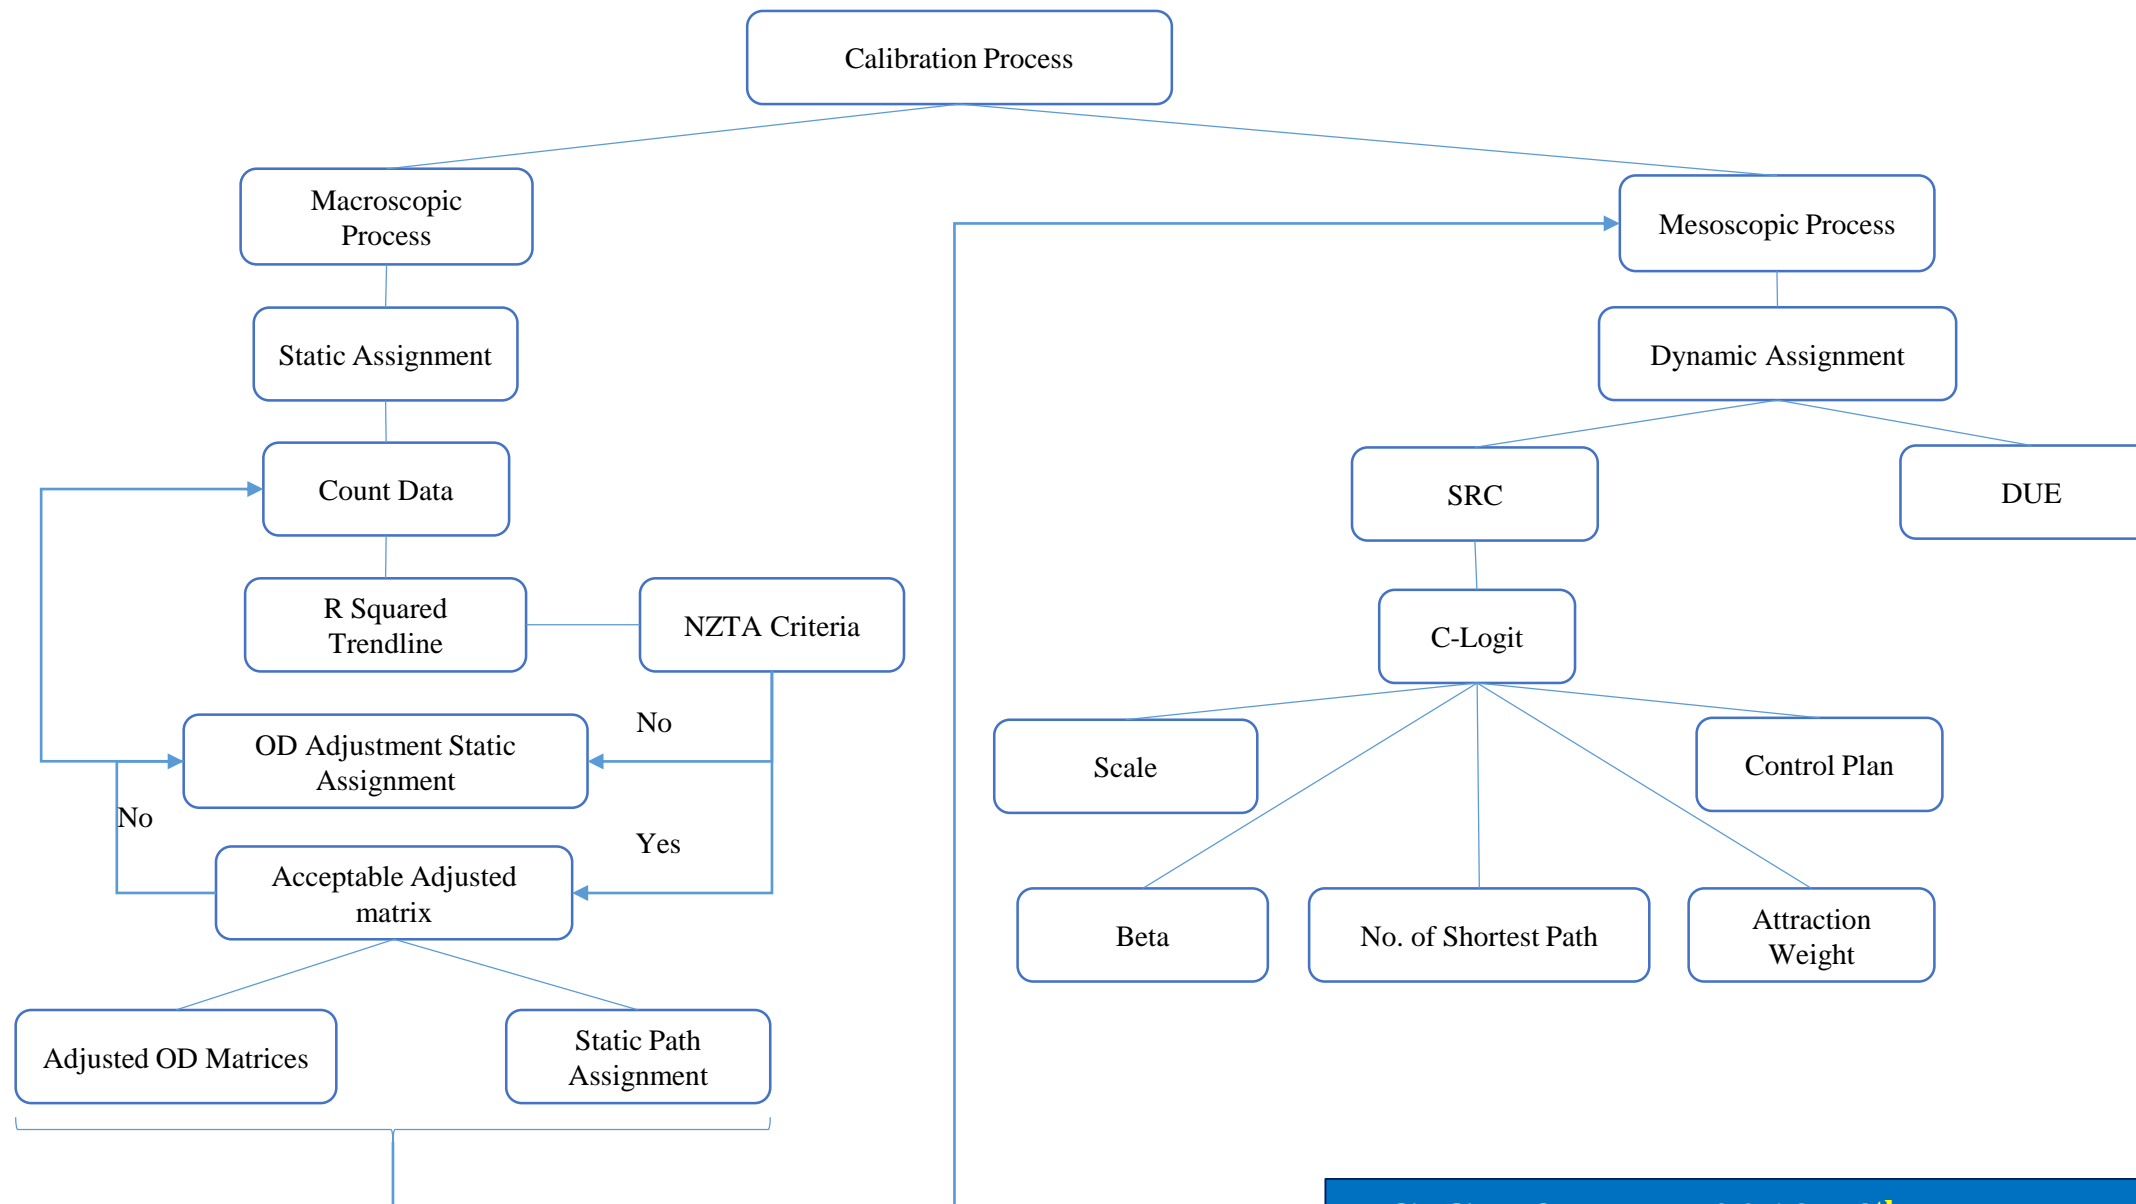 Calibration Process
Macroscopic
Process
Mesoscopic Process
Static Assignment
Dynamic Assignment
Count Data
SRC
DUE
R Squared
Trendline
NZTA Criteria
C-Logit
No
OD Adjustment Static
Assignment
Scale
Control Plan
No
Yes
Acceptable Adjusted
matrix
Beta
No. of Shortest Path
Attraction
Weight
Adjusted OD Matrices
Static Path
Assignment